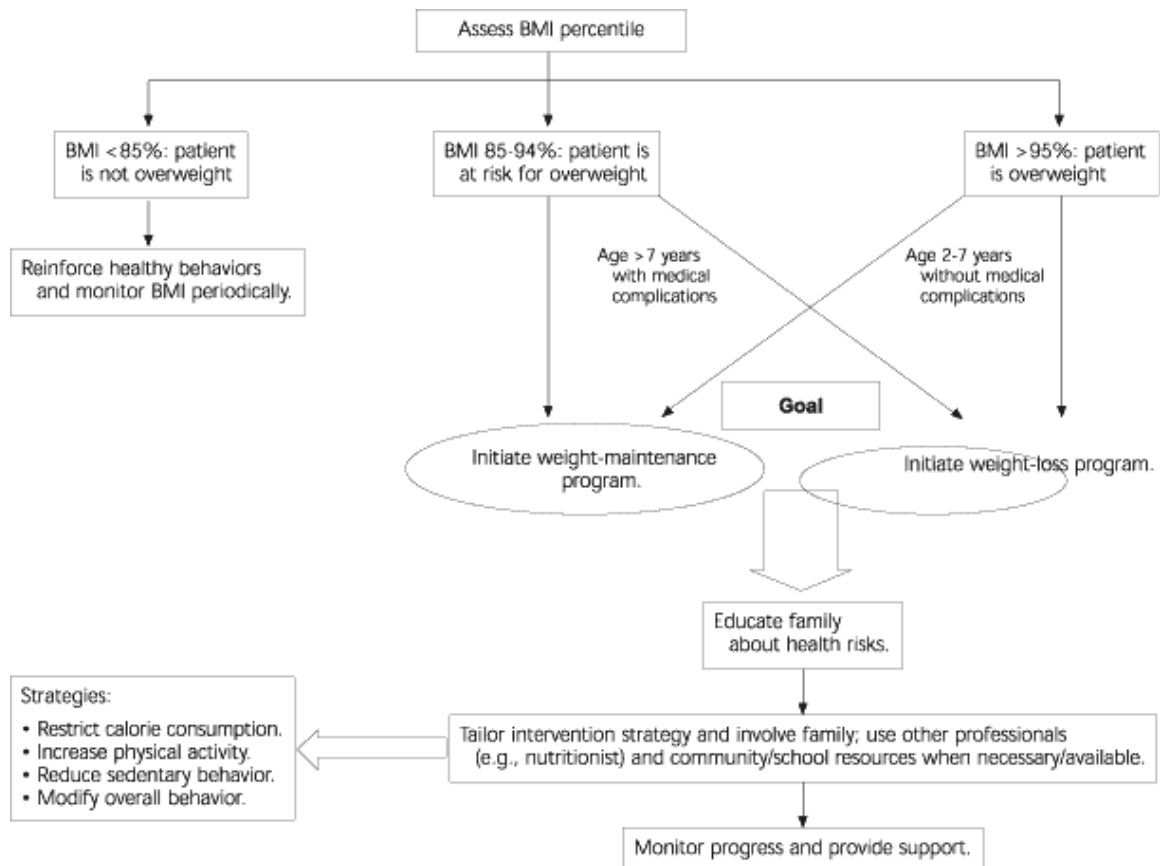 Assess BMI percentile
BMI <85%: patient
is not overweight
BMI 85-94%: patient is
at risk for overweight
BMI >95%: patient
is overweight
Reinforce healthy behaviors
and monitor BMI periodically.
Age >7 years
with medical
complications
Age 2-7 years
without medical
complications
Goal
Initiate weight-maintenance
program.
Initiate weight-loss program.
Educate family
about health risks.
Strategies:
• Restrict calorie consumption.
• Increase physical activity.
• Reduce sedentary behavior.
• Modify overall behavior.
Tailor intervention strategy and involve family; use other professionals
(e.g., nutritionist) and community/school resources when necessary/available.
Monitor progress and provide support.